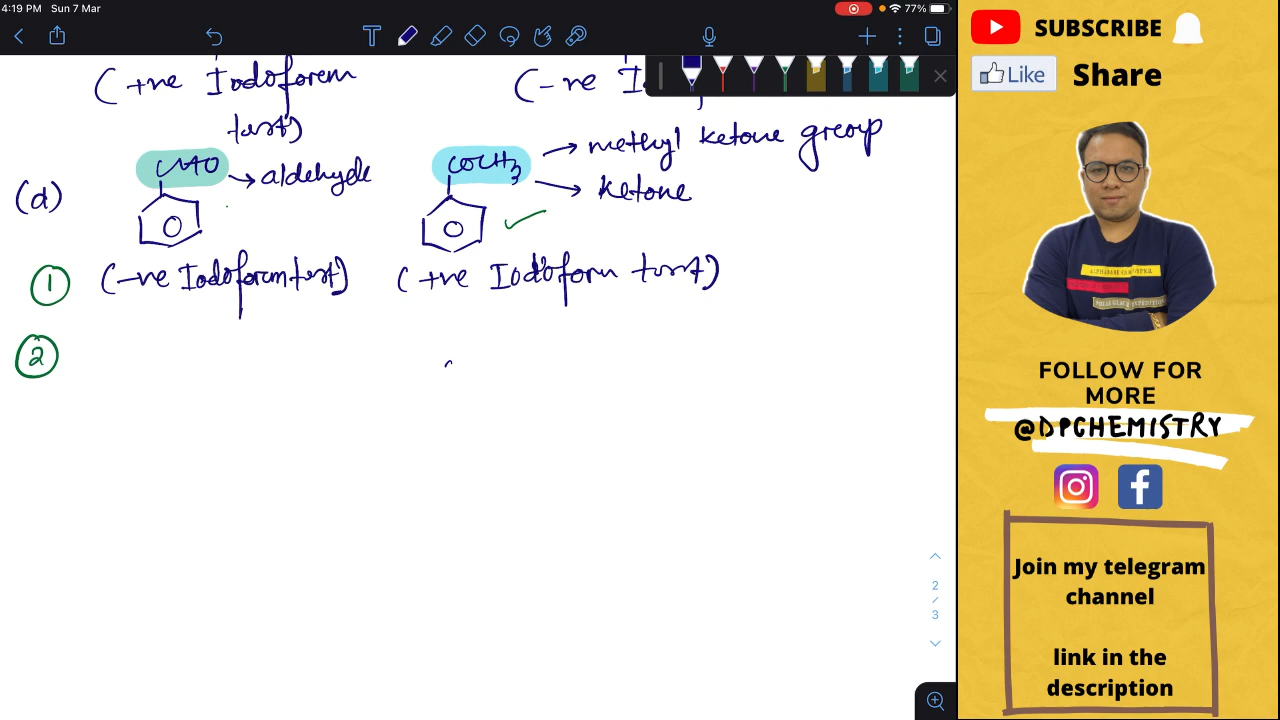 4:19 PM Sun 7 Mar
77%
(+ve Iodoform
test)
(-ve I
CHO
→ aldehyde
COCH3
→ methyl ketone group
→ Ketone
(d)
① (-ve Iodoform test) (+ve Iodoform test)
②
2
3
SUBSCRIBE
Like
Share
FOLLOW FOR
MORE
@DPCHEMISTRY
Join my telegram
channel
link in the
description